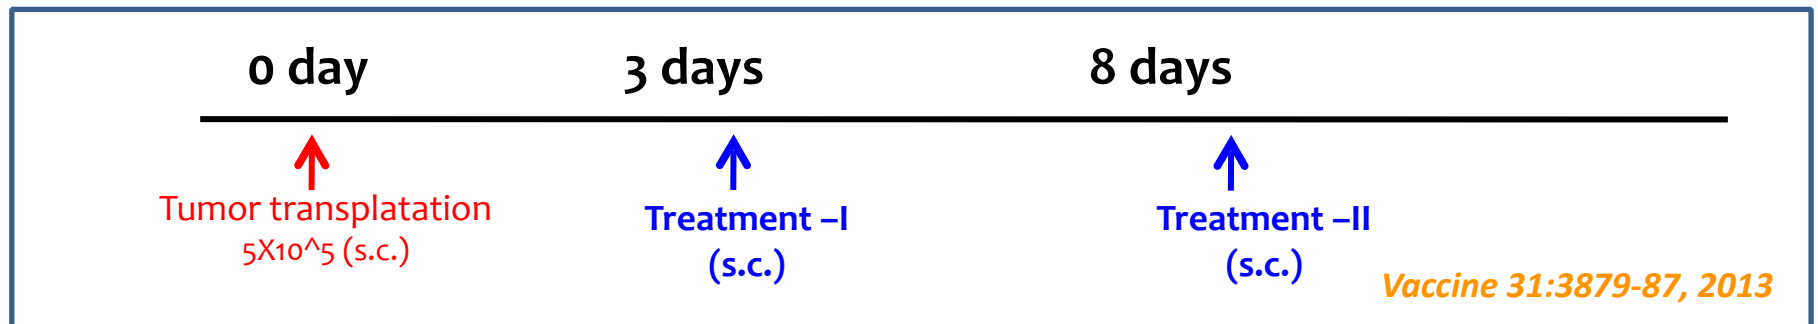 0 day 3 days 8 days
Tumor transplatation
5X10^5 (s.c.)
Treatment –I
(s.c.)
Treatment –II
(s.c.)
Vaccine 31:3879-87, 2013